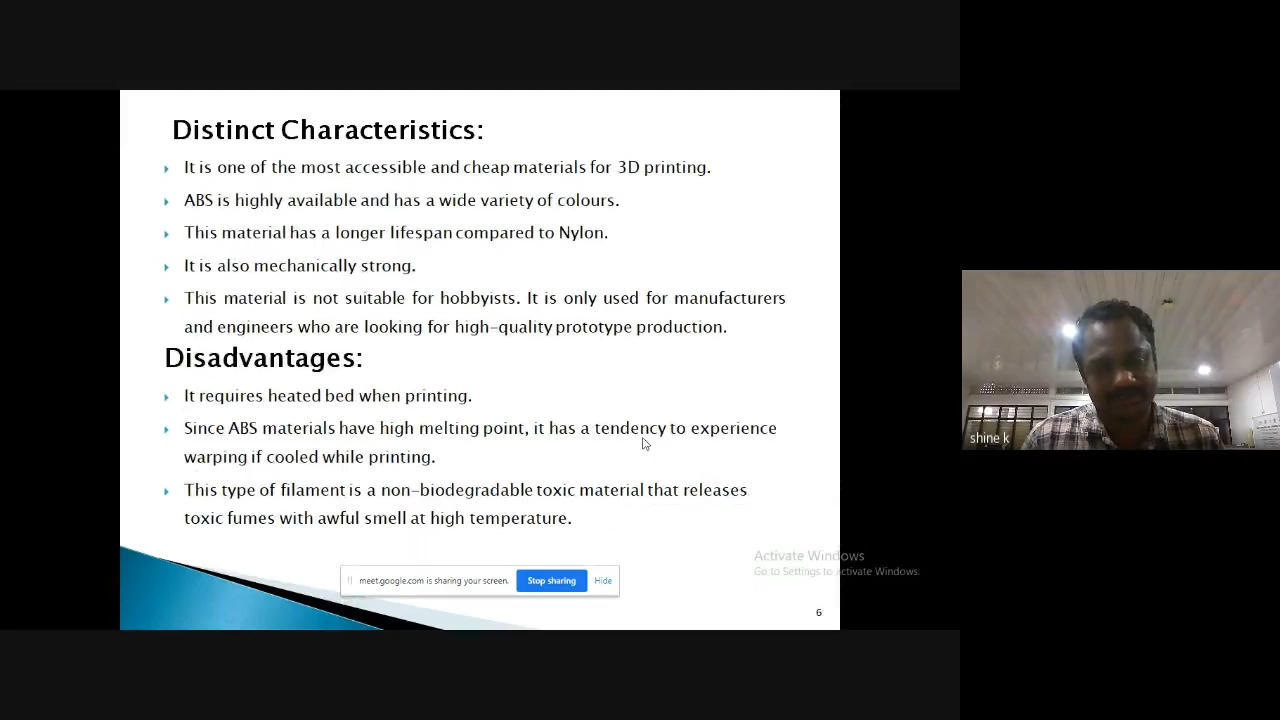 Distinct Characteristics:
It is one of the most accessible and cheap materials for 3D printing.
ABS is highly available and has a wide variety of colours.
This material has a longer lifespan compared to Nylon.
It is also mechanically strong.
This material is not suitable for hobbyists. It is only used for manufacturers
and engineers who are looking for high-quality prototype production.
Disadvantages:
It requires heated bed when printing.
Since ABS materials have high melting point, it has a tendency to experience
warping if cooled while printing.
This type of filament is a non-biodegradable toxic material that releases
toxic fumes with awful smell at high temperature.
meet.google.com is sharing your screen. Stop sharing Hide
Activate Windows
Go to Settings to Activate Windows.
6
shine k